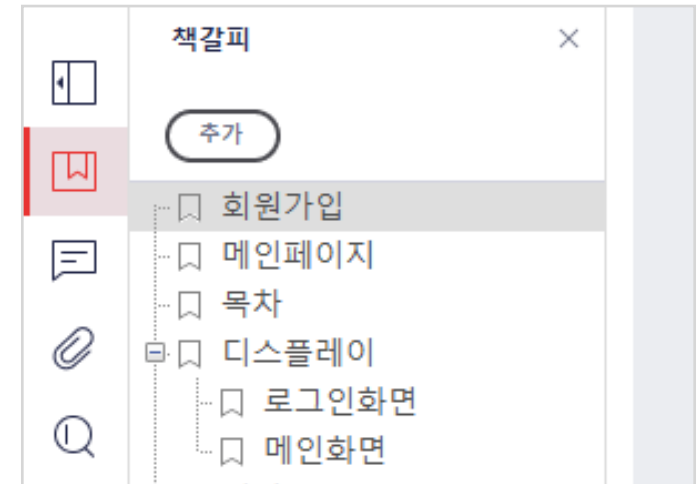 책갈피
추가
회원가입
메인페이지
목차
디스플레이
로그인화면
메인화면